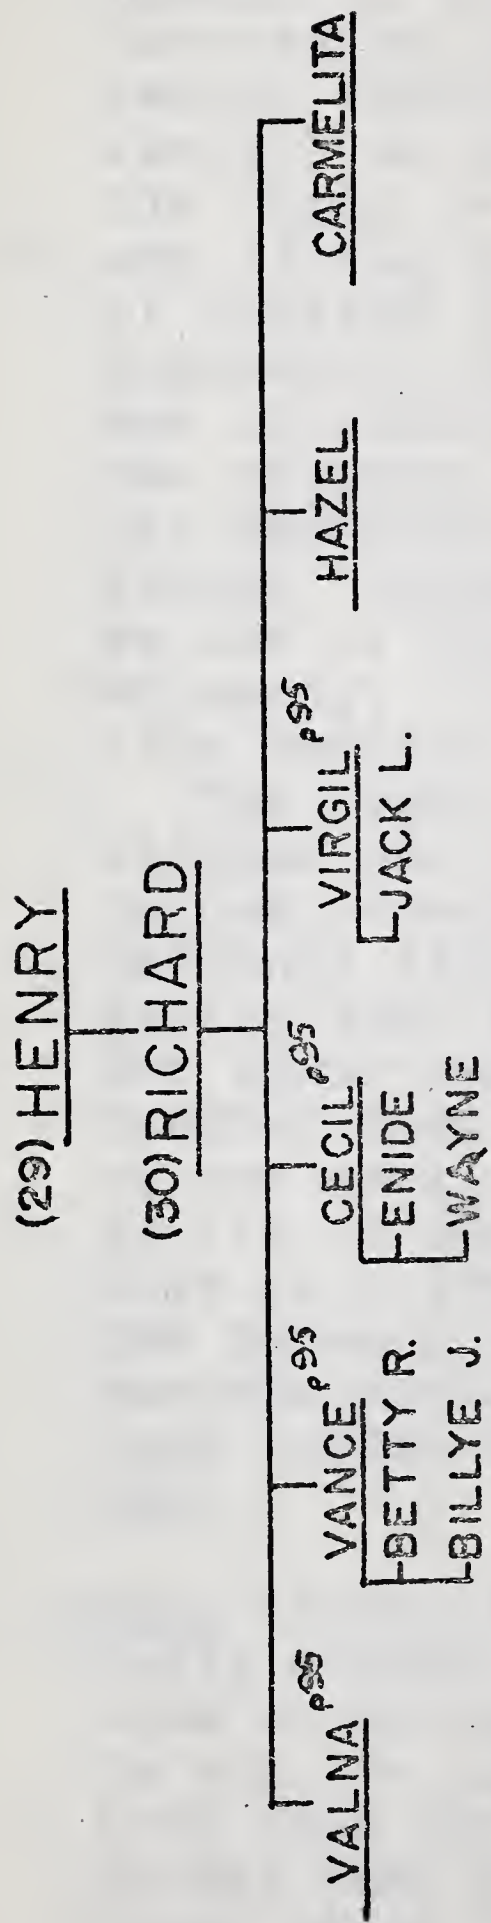 (29) HENRY
(30) RICHARD
VALNA p95
VANCE p95
BETTY R.
BILLYE J.
CECIL p95
ENIDE
WAYNE
VIRGIL p95
JACK L.
HAZEL
CARMELITA